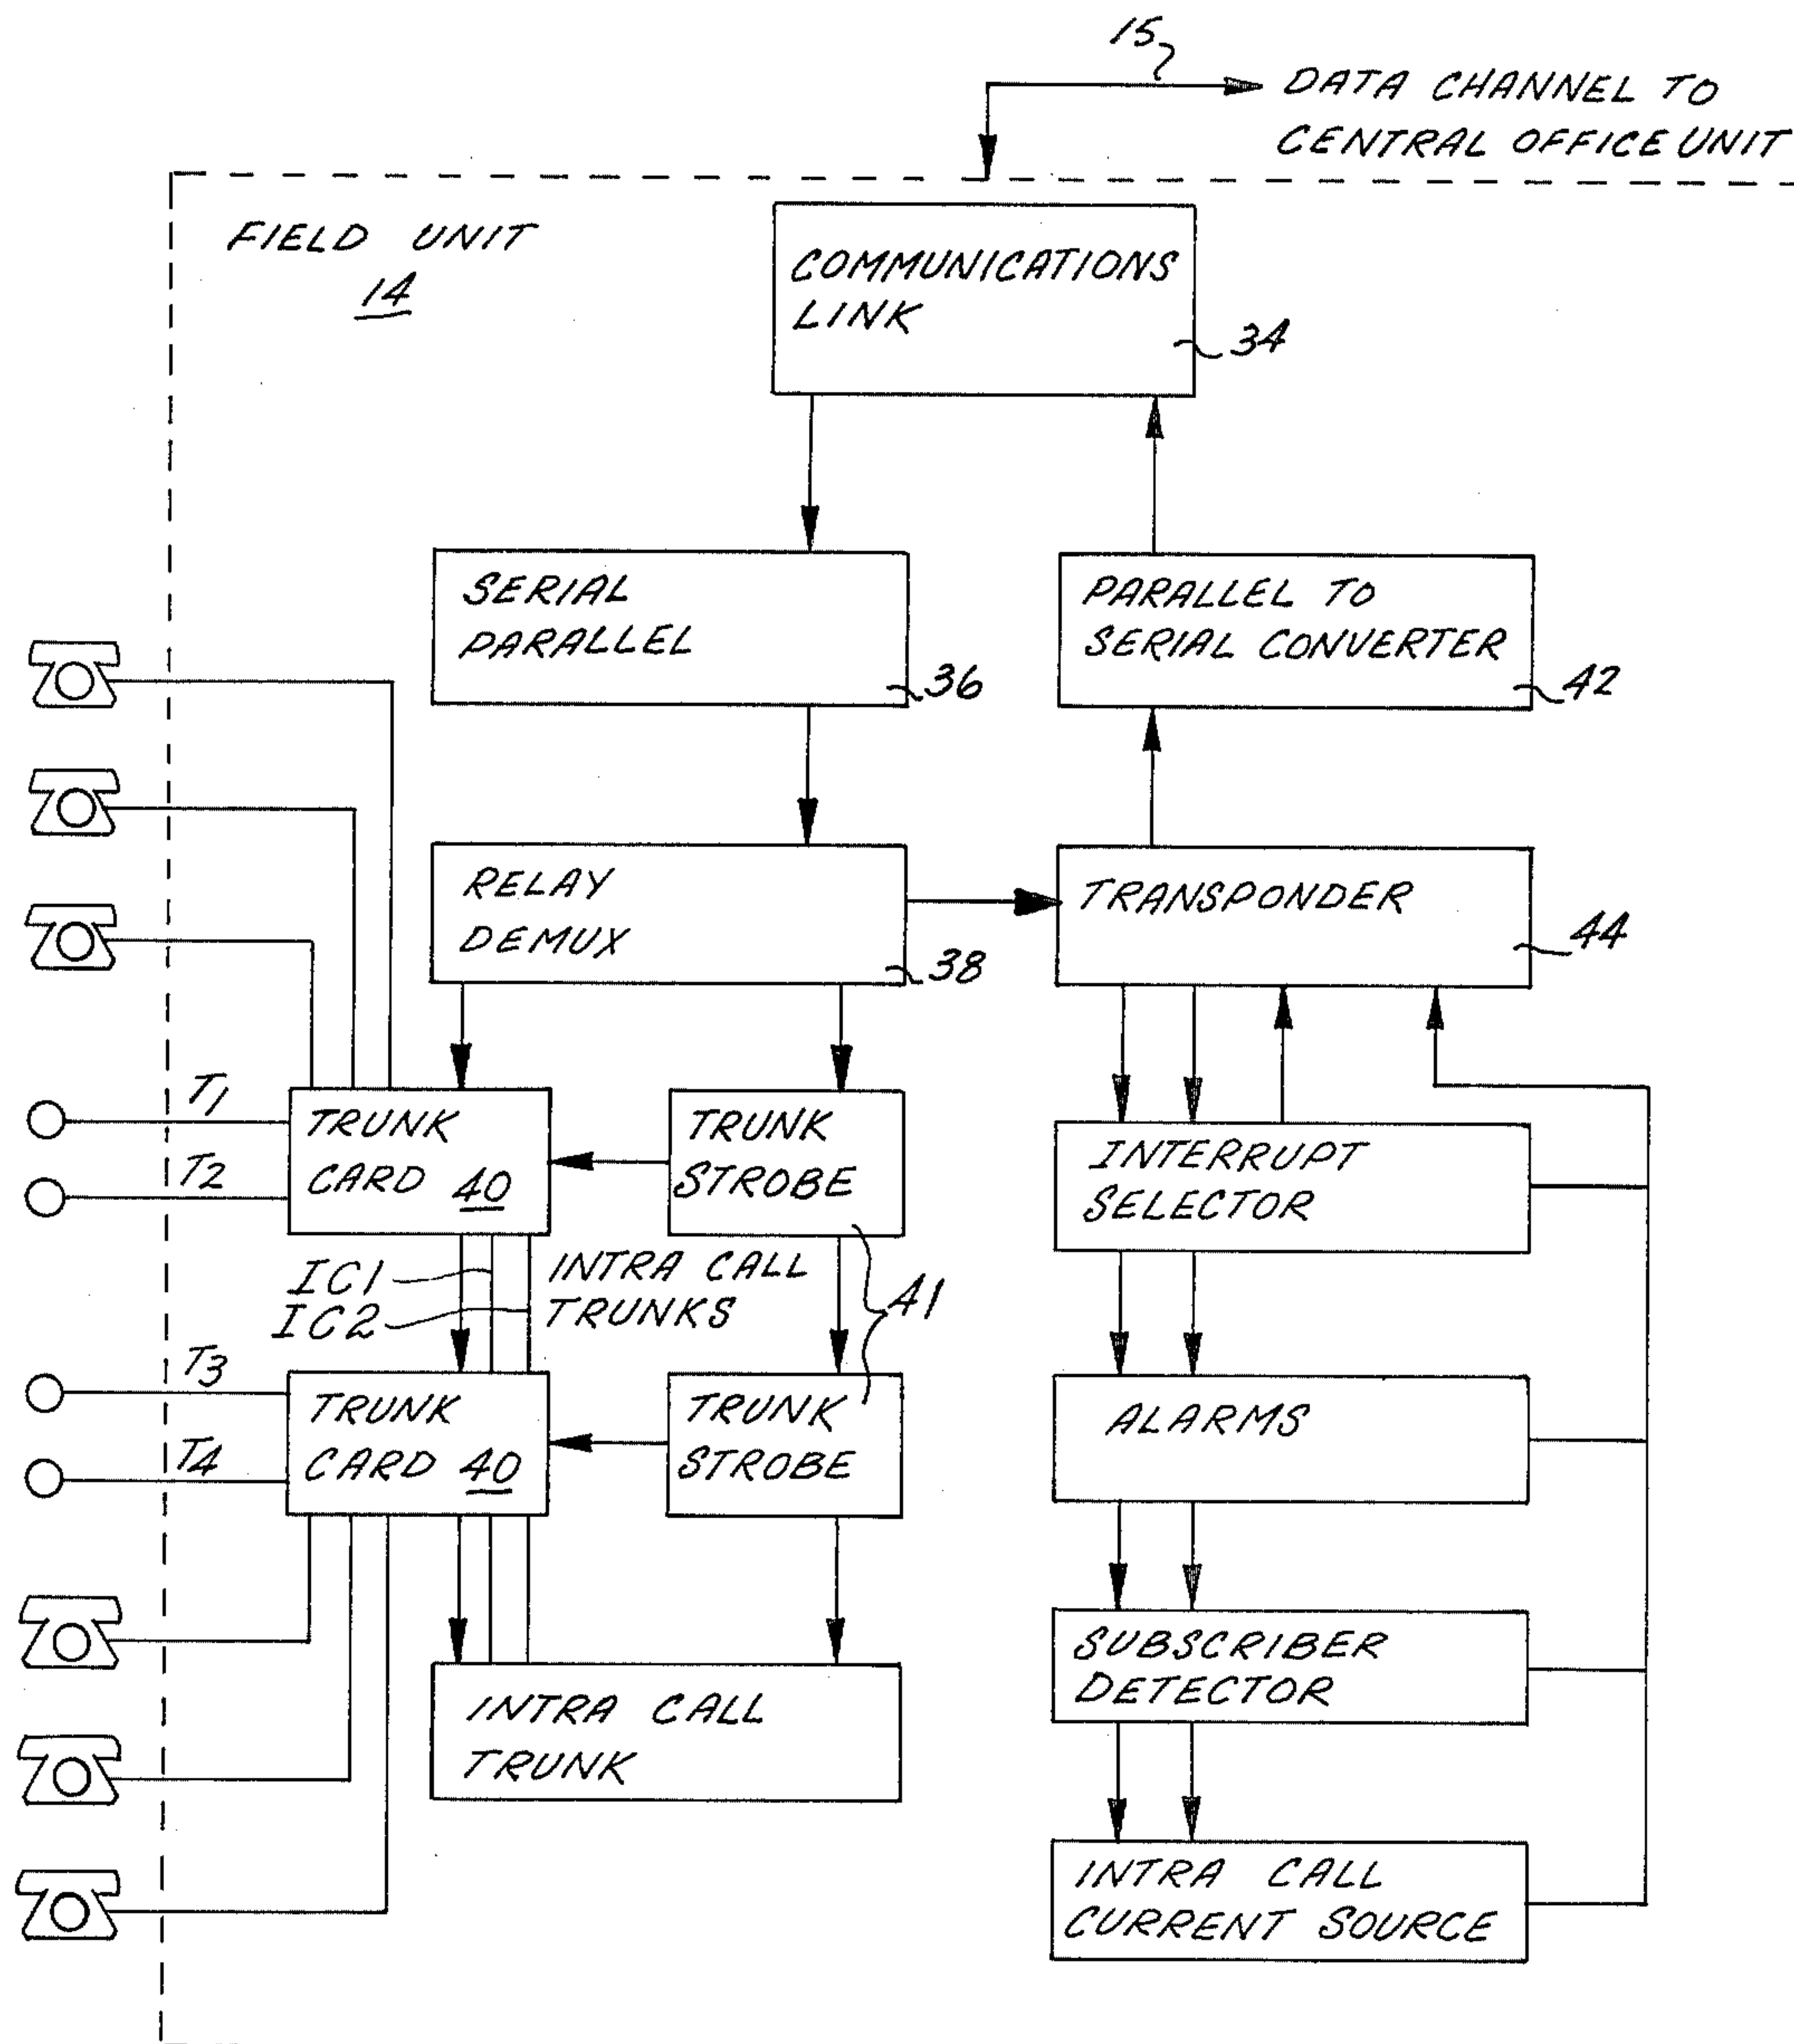 15
DATA CHANNEL TO
CENTRAL OFFICE UNIT
FIELD UNIT
14
COMMUNICATIONS
LINK
34
SERIAL
PARALLEL
36
PARALLEL TO
SERIAL CONVERTER
42
RELAY
DEMUX
38
TRANSPONDER
44
T1
T2
TRUNK
CARD 40
TRUNK
STROBE
INTERRUPT
SELECTOR
IC1
IC2
INTRA CALL
TRUNKS
41
T3
T4
TRUNK
CARD 40
TRUNK
STROBE
ALARMS
SUBSCRIBER
DETECTOR
INTRA CALL
TRUNK
INTRA CALL
CURRENT SOURCE